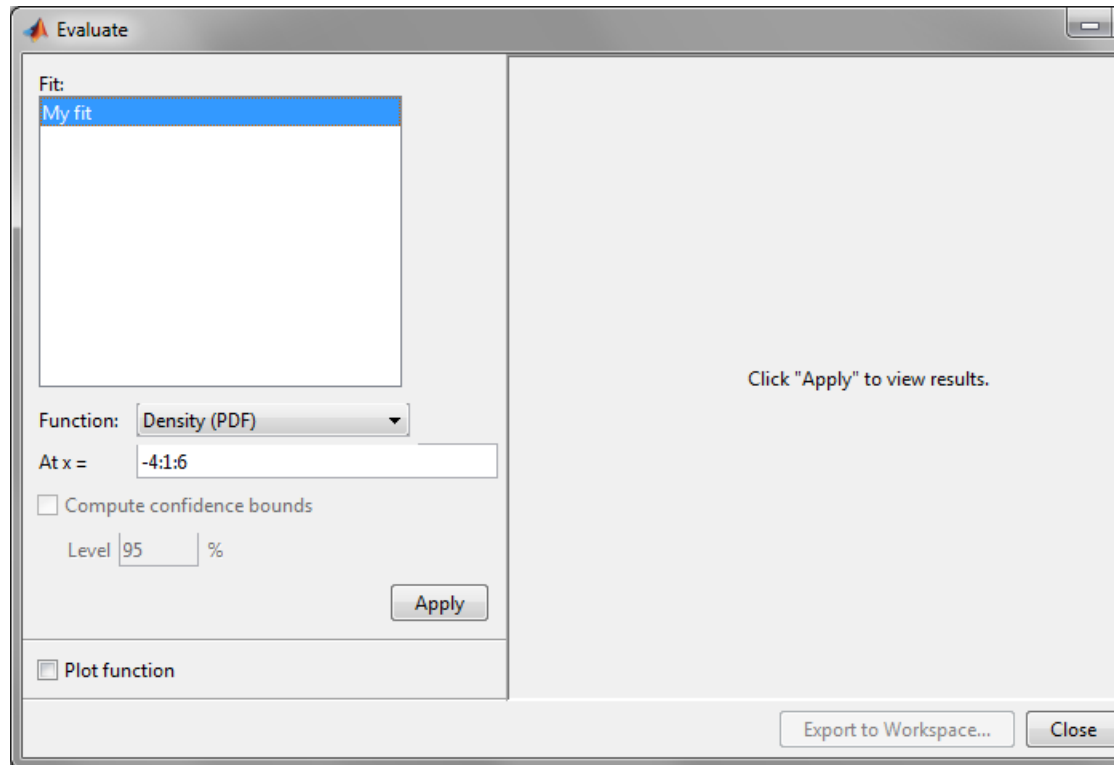 Evaluate
Fit:
My fit
Function: Density (PDF)
At x = -4:1:6
Compute confidence bounds
Level 95 %
Apply
Plot function
Click "Apply" to view results.
Export to Workspace... Close